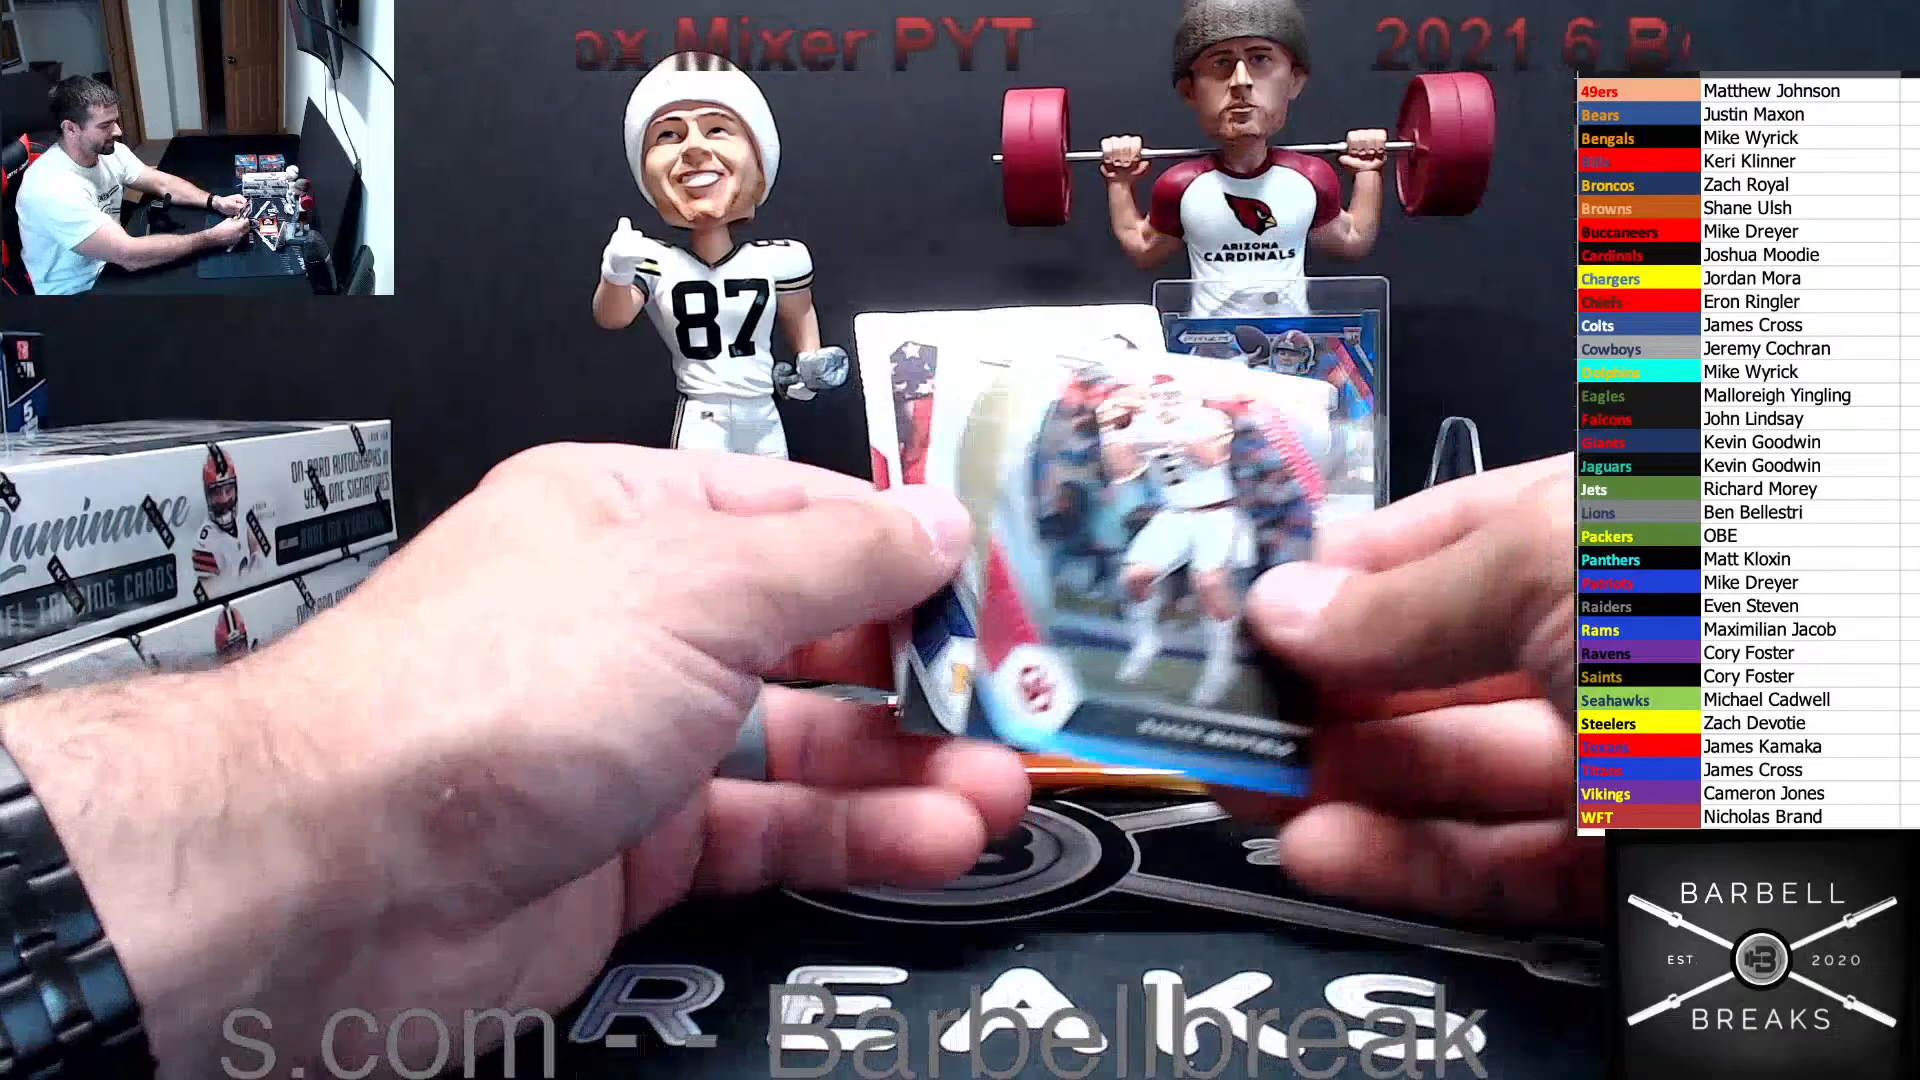 ox Mixer PYT
2021 6 B
49ers Matthew Johnson
Bears Justin Maxon
Bengals Mike Wyrick
Bills Keri Klinner
Broncos Zach Royal
Browns Shane Ulsh
Buccaneers Mike Dreyer
Cardinals Joshua Moodie
Chargers Jordan Mora
Chiefs Eron Ringler
Colts James Cross
Cowboys Jeremy Cochran
Dolphins Mike Wyrick
Eagles Malloreigh Yingling
Falcons John Lindsay
Giants Kevin Goodwin
Jaguars Kevin Goodwin
Jets Richard Morey
Lions Ben Bellestri
Packers OBE
Panthers Matt Kloxin
Patriots Mike Dreyer
Raiders Even Steven
Rams Maximilian Jacob
Ravens Cory Foster
Saints Cory Foster
Seahawks Michael Cadwell
Steelers Zach Devotie
Texans James Kamaka
Titans James Cross
Vikings Cameron Jones
WFT Nicholas Brand
87
ARIZONA
CARDINALS
PRIZM
Luminance
ON-CARD AUTOGRAPHS
YEAR ONE SIGNATURES
NFL TRADING CARDS
BARBELL
EST. B 2020
BREAKS
REAKS
s.com -- Barbellbreak